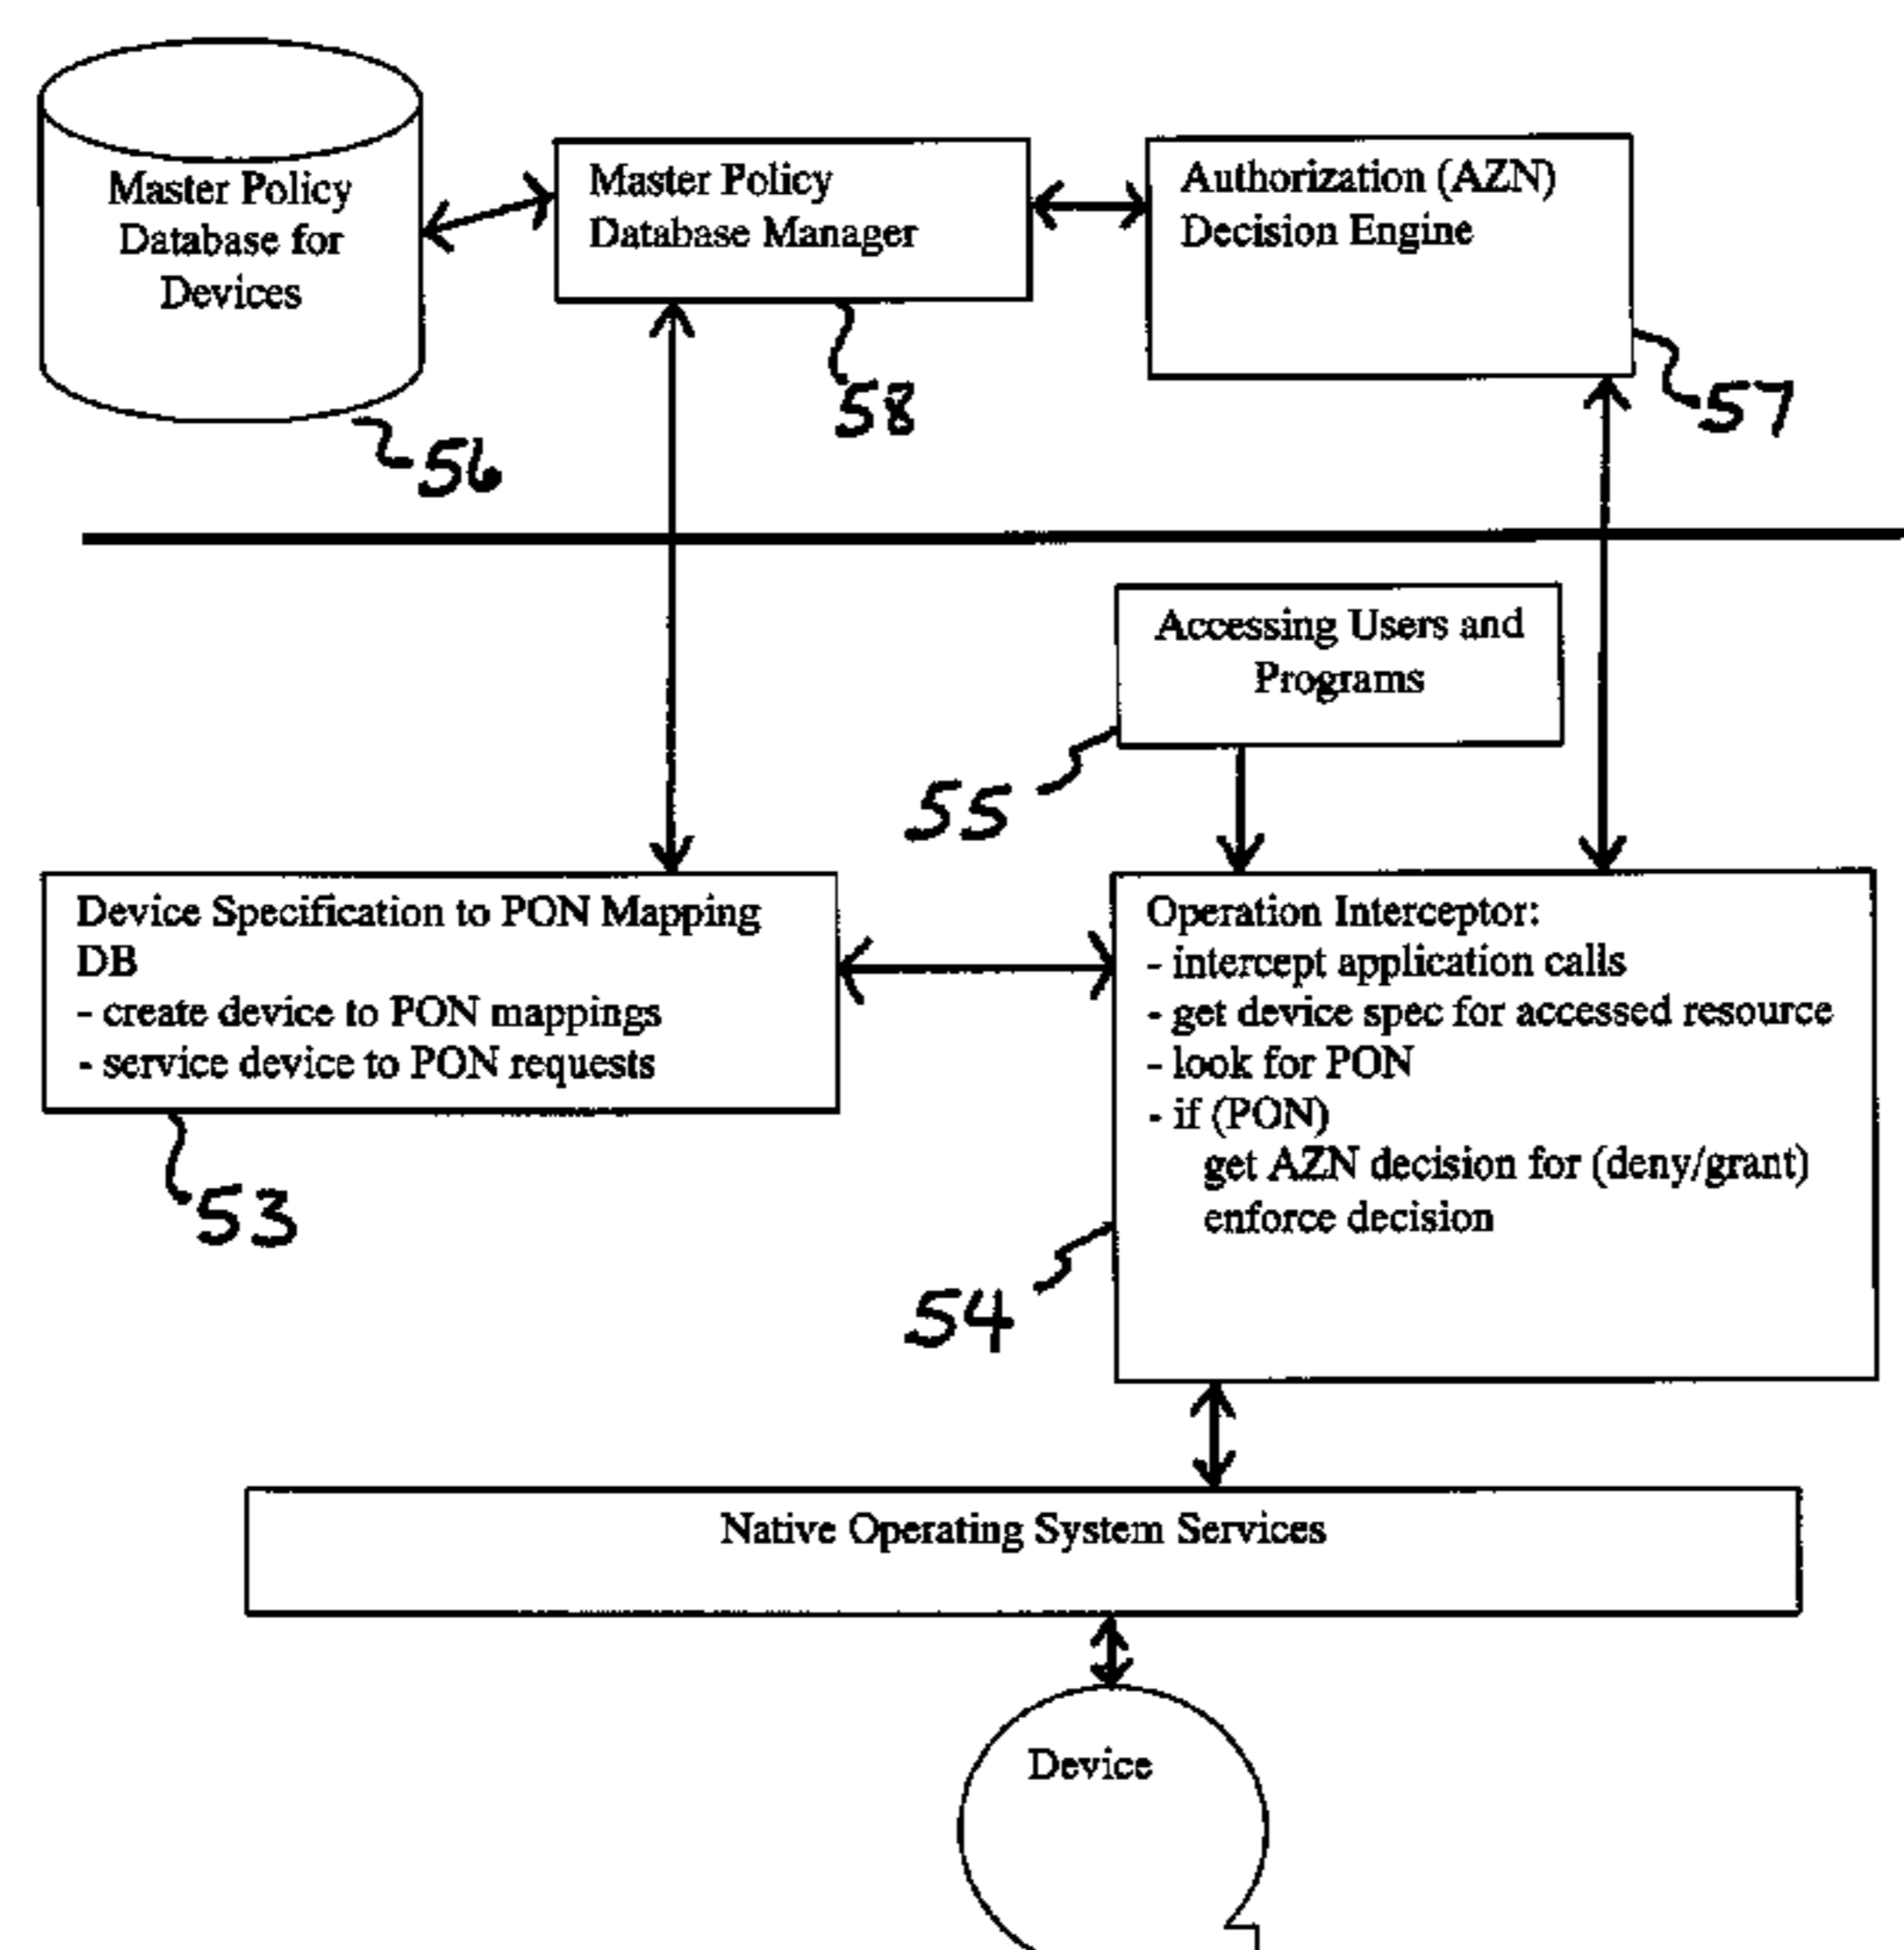 Master Policy
Database for
Devices
56
Master Policy
Database Manager
58
Authorization (AZN)
Decision Engine
57
Accessing Users and
Programs
55
Device Specification to PON Mapping
DB
- create device to PON mappings
- service device to PON requests
53
Operation Interceptor:
- intercept application calls
- get device spec for accessed resource
- look for PON
- if (PON)
get AZN decision for (deny/grant)
enforce decision
54
Native Operating System Services
Device